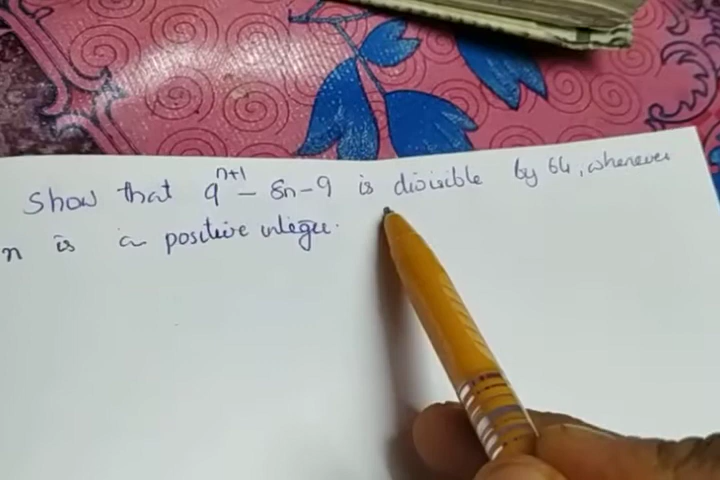 Show that 9^{n+1} - 8n - 9 is divisible by 64, whenever
n is a positive integer.